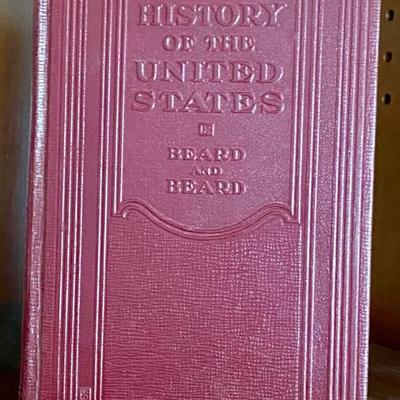 HISTORY
OF THE
UNITED
STATES
BEARD
AND
BEARD